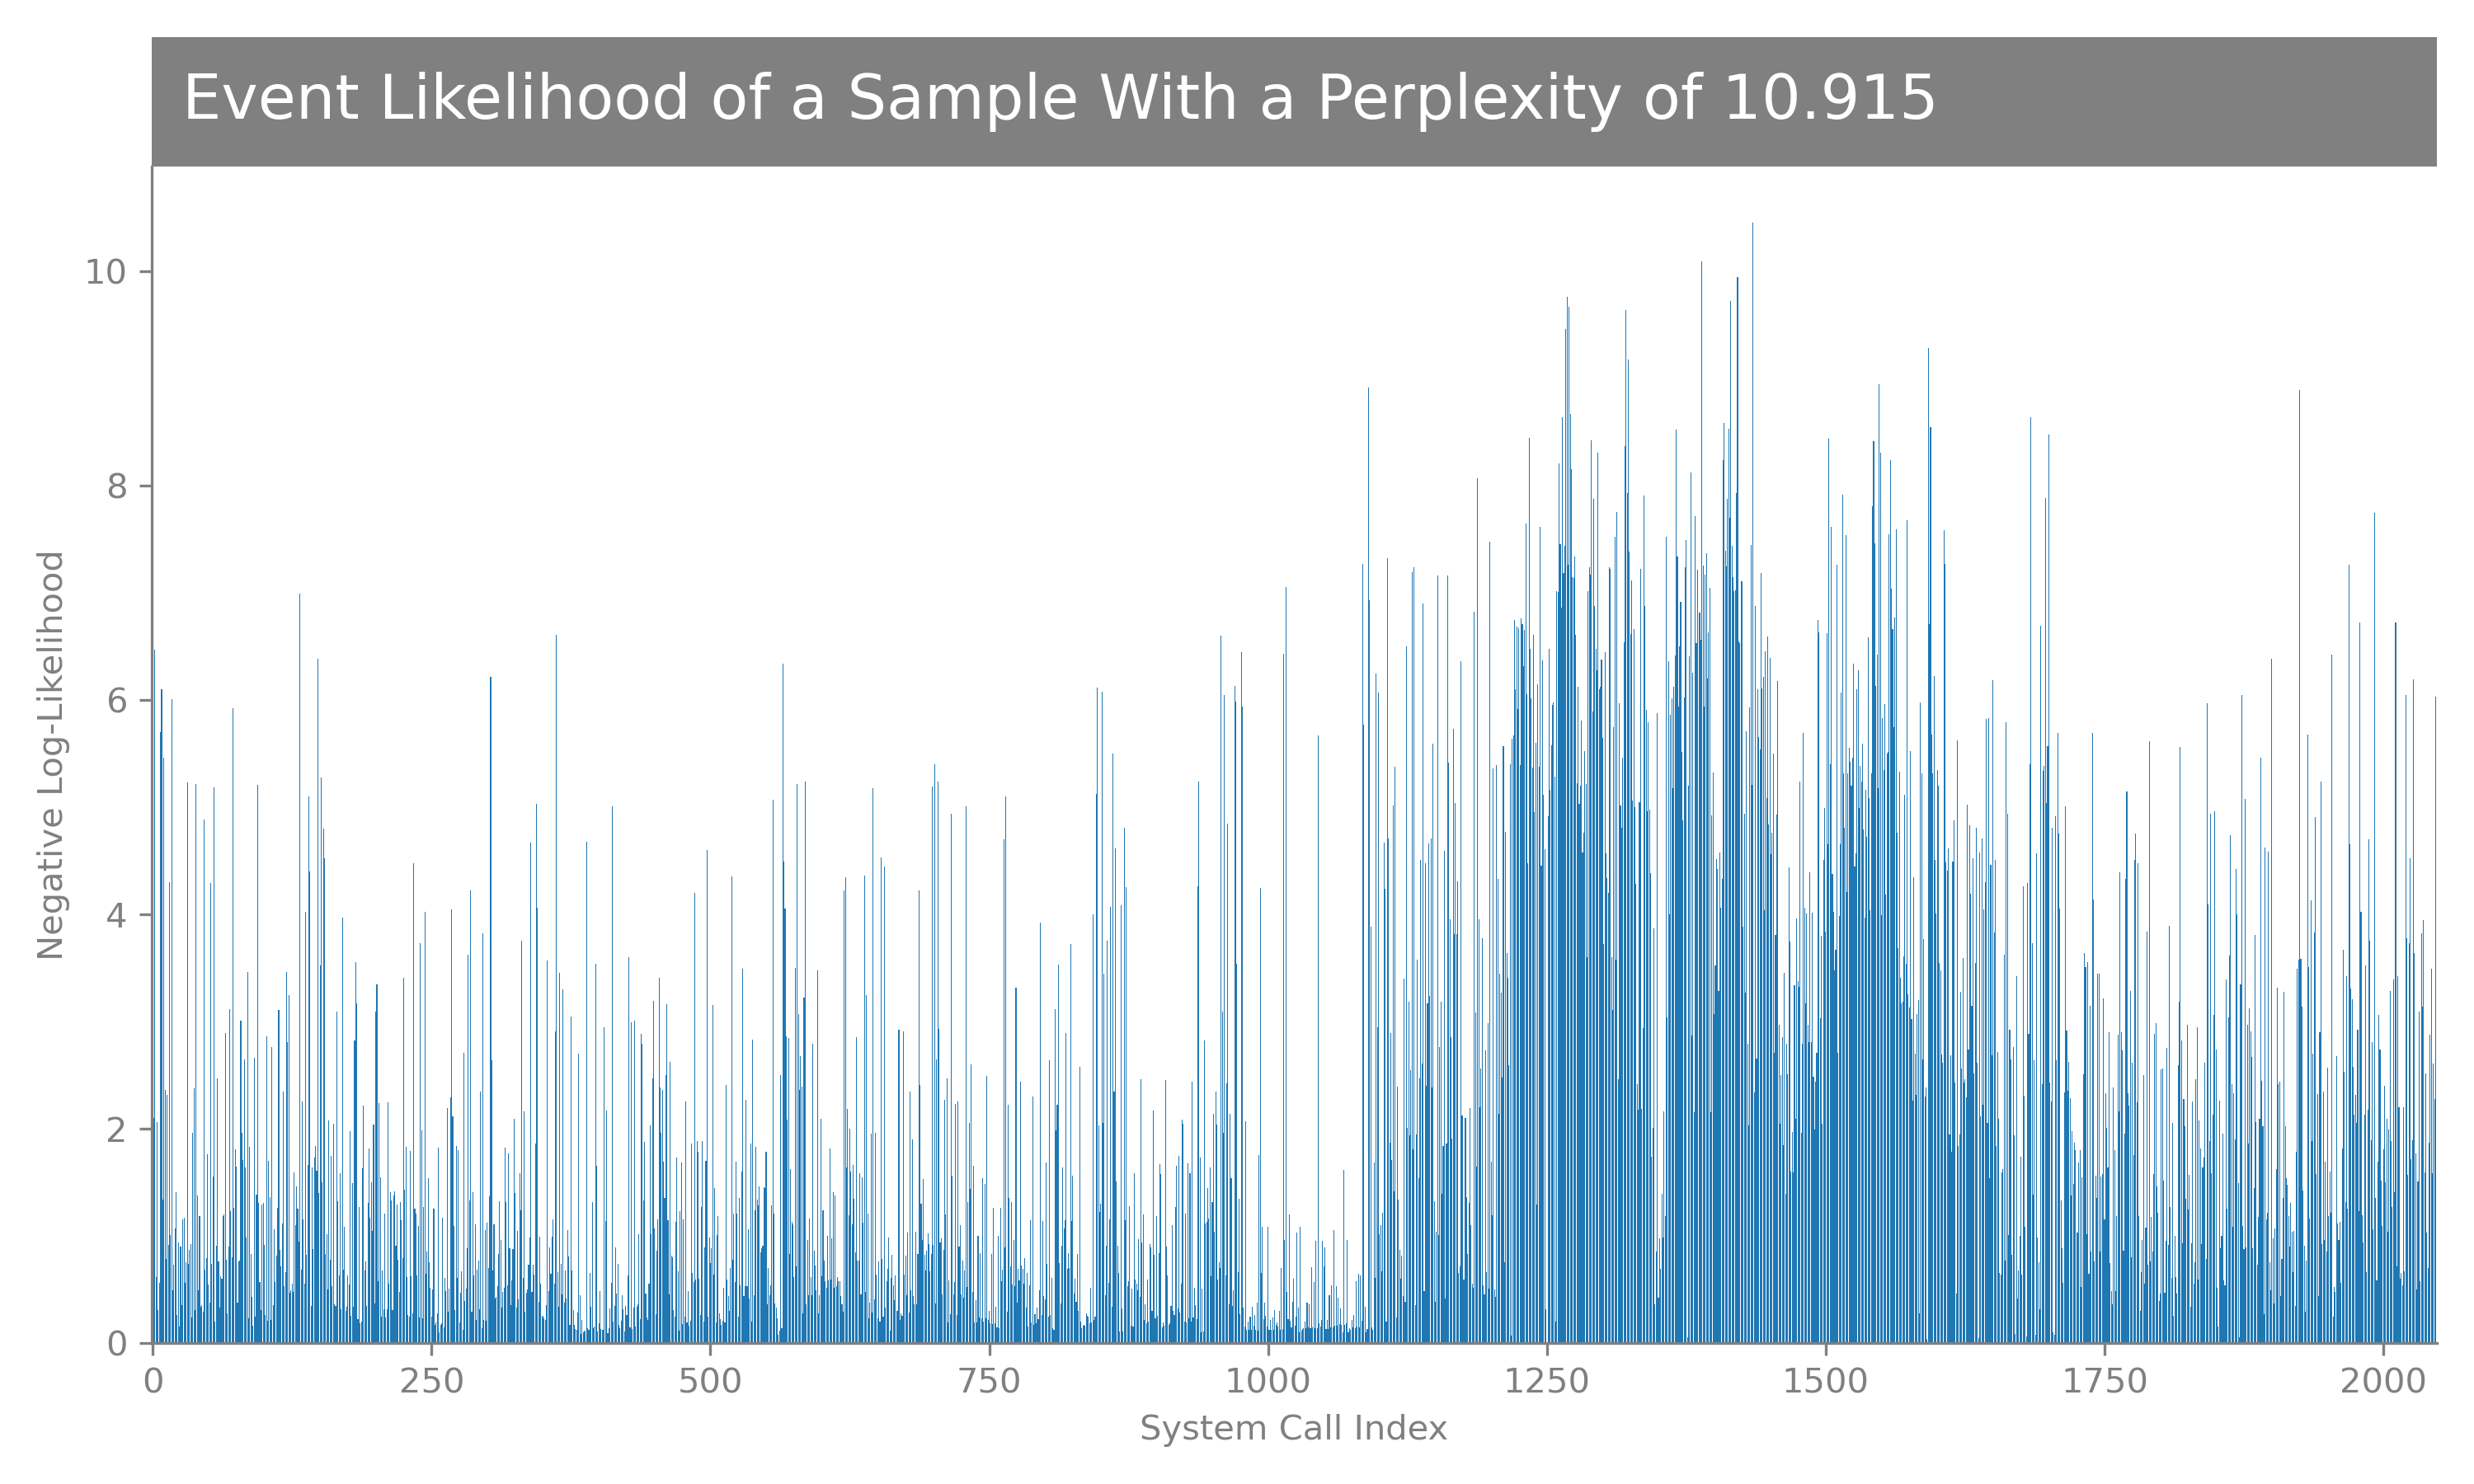 Event Likelihood of a Sample With a Perplexity of 10.915
Negative Log-Likelihood
10
8
6
4
2
0
0 250 500 750 1000 1250 1500 1750 2000
System Call Index